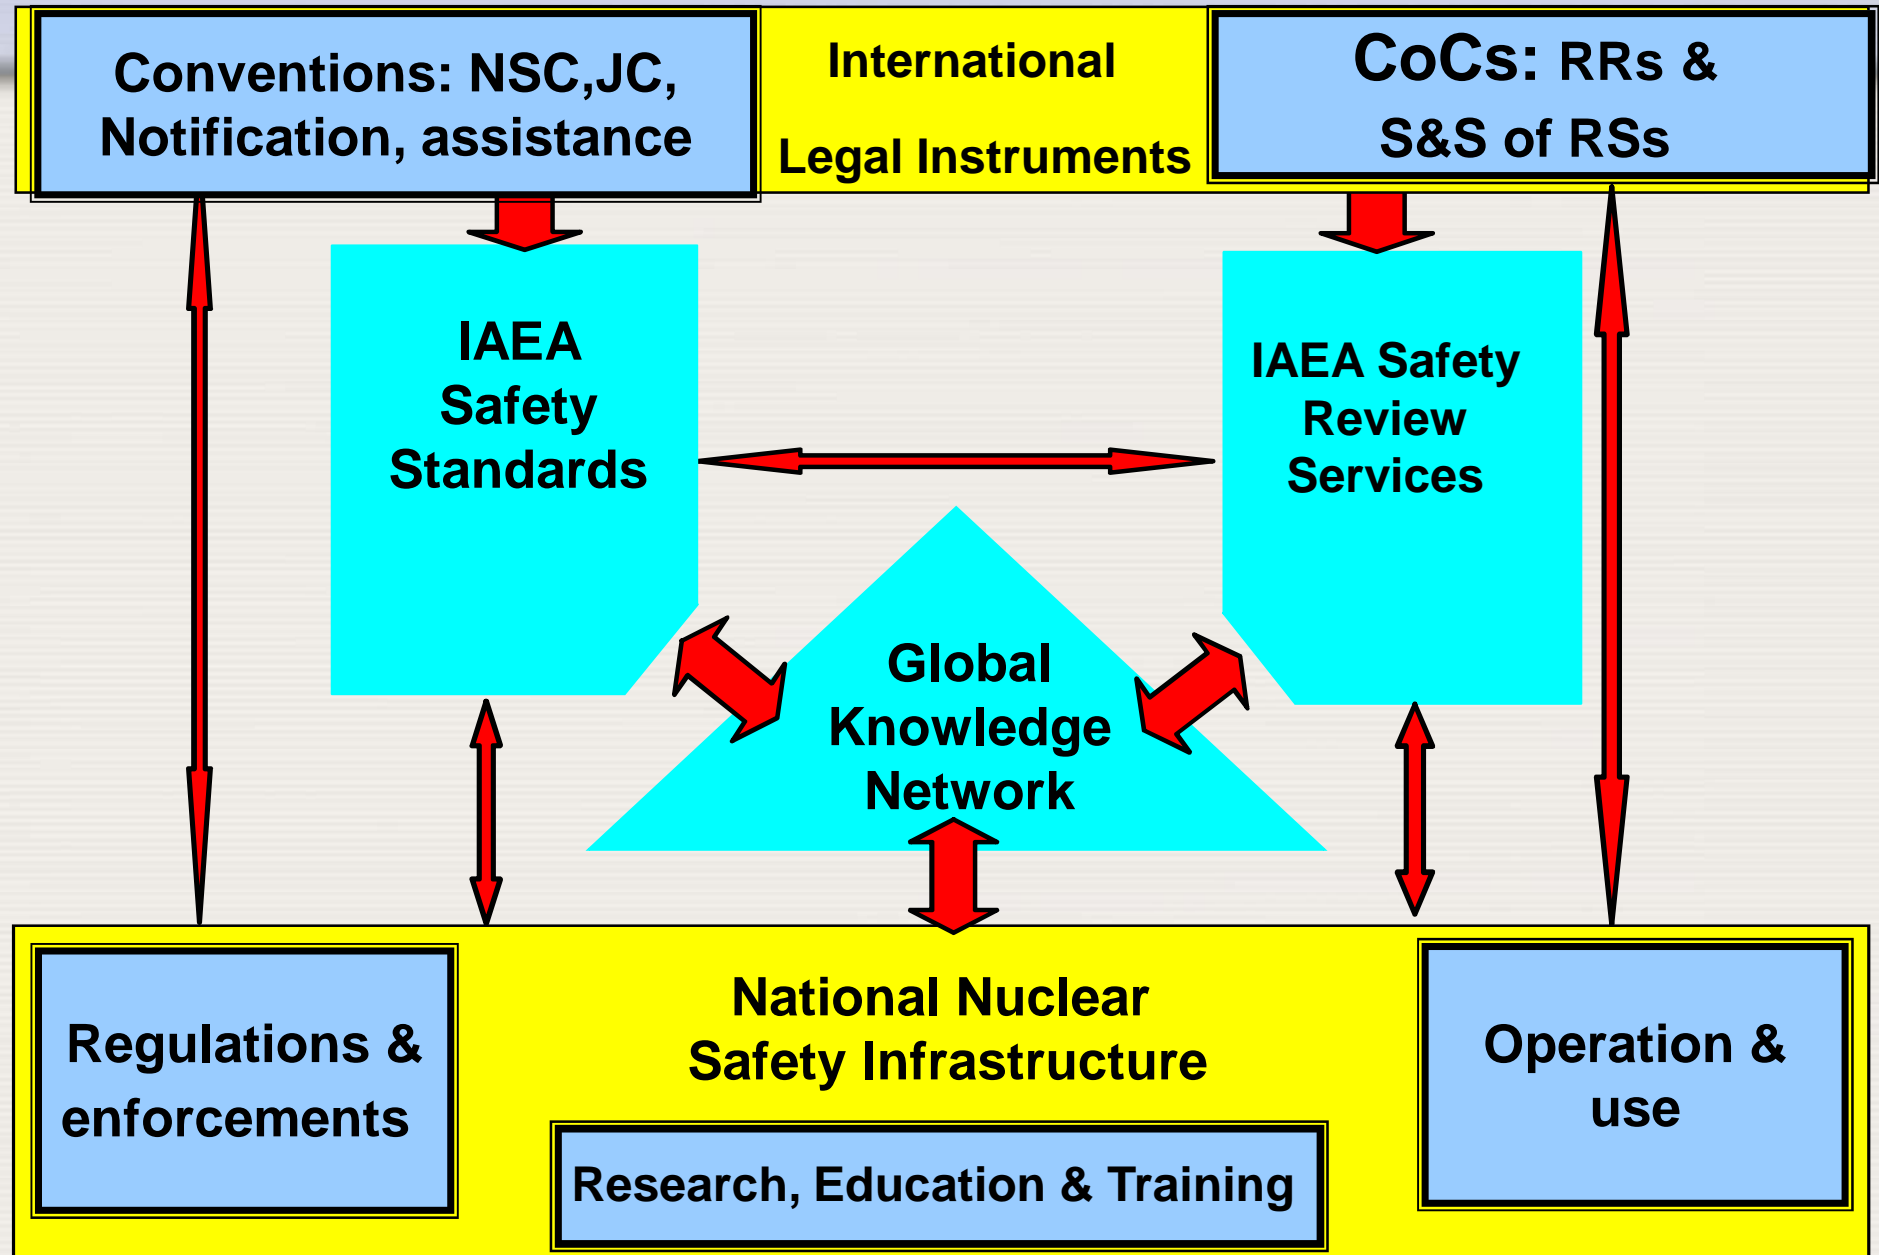 Conventions: NSC,JC,
Notification, assistance
International
Legal Instruments
CoCs: RRs &
S&S of RSs
IAEA
Safety
Standards
IAEA Safety
Review
Services
Global
Knowledge
Network
National Nuclear
Safety Infrastructure
Regulations &
enforcements
Research, Education & Training
Operation &
use